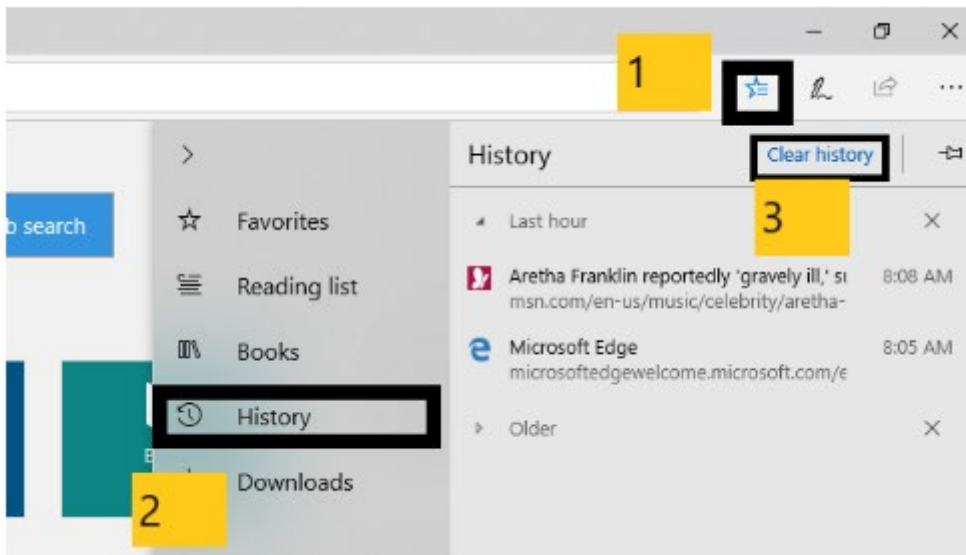 1
History
Clear history
b search
Favorites
Last hour
3
Reading list
Aretha Franklin reportedly 'gravely ill,'
8:08 AM
msn.com/en-us/music/celebrity/aretha-
Books
Microsoft Edge
8:05 AM
microsoftedgewelcome.microsoft.com/e
History
Older
Downloads
2